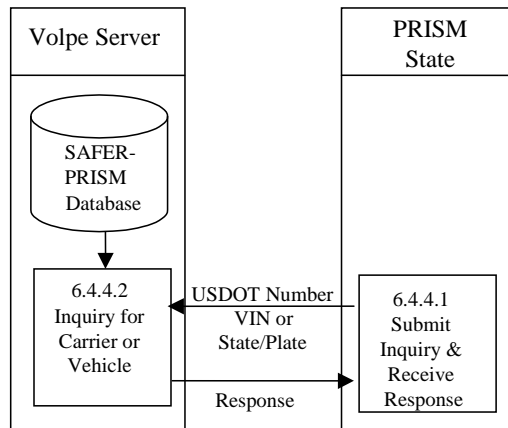 Volpe Server
PRISM
State
SAFER-
PRISM
Database
6.4.4.2
Inquiry for
Carrier or
Vehicle
USDOT Number
VIN or
State/Plate
Response
6.4.4.1
Submit
Inquiry &
Receive
Response